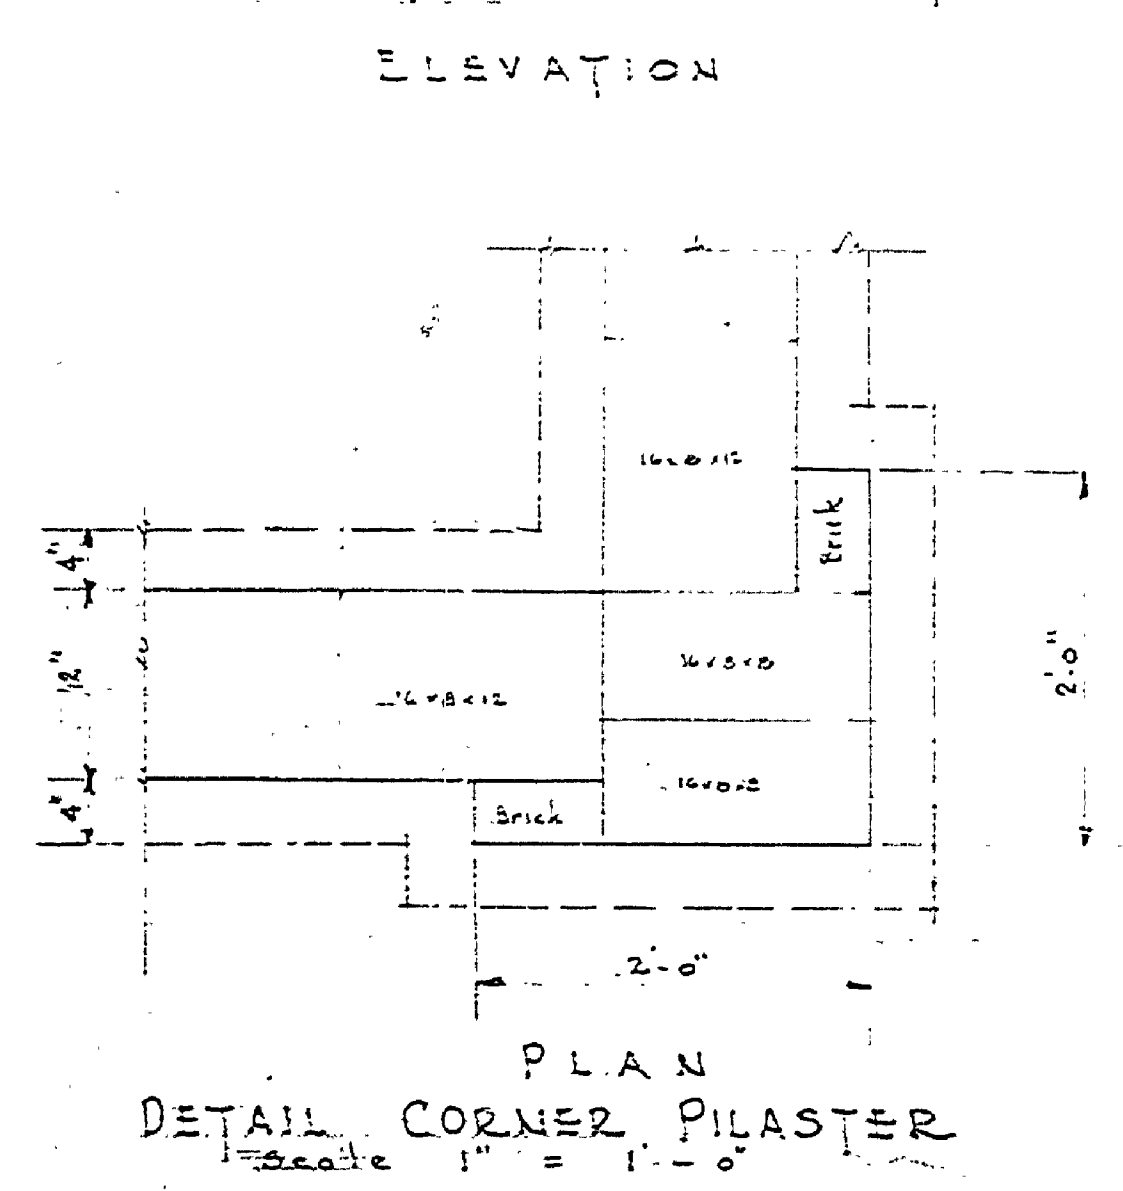 ELEVATION
16x8x12
Brick
4"
12"
16x8x8
2'-0"
16x8x12
4"
16x8x8
Brick
2'-0"
PLAN
DETAIL CORNER PILASTER
Scale 1" = 1'-0"